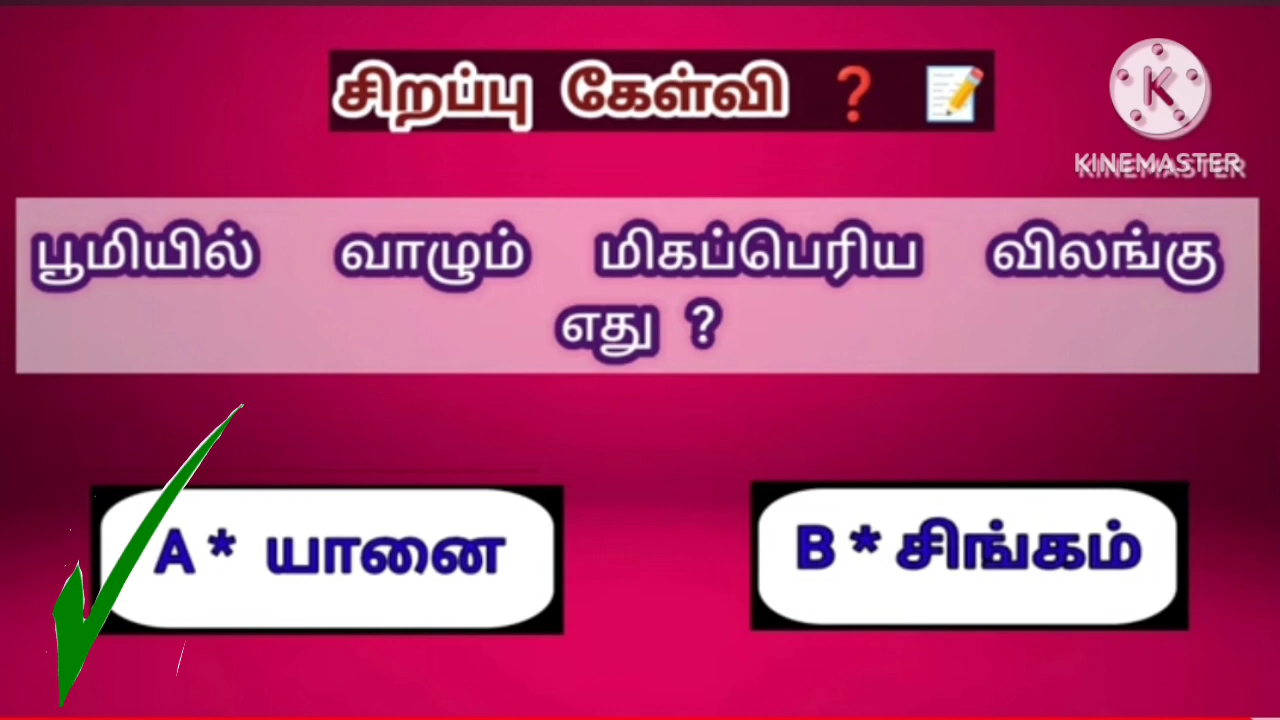 சிறப்பு கேள்வி ❓ 📝
KINEMASTER
பூமியில் வாழும் மிகப்பெரிய விலங்கு
எது ?
A * யானை
B * சிங்கம்